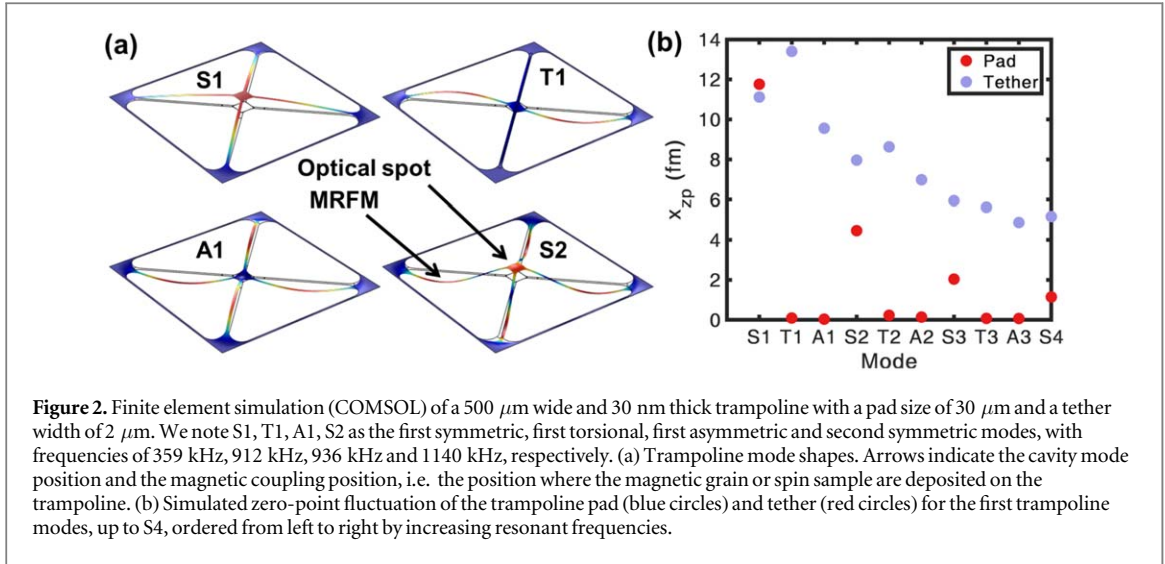 (a)
S1
T1
Optical spot
MRFM
A1
S2
(b)
14
12
10
8
6
4
2
0
x_zp (fm)
Pad
Tether
S1 T1 A1 S2 T2 A2 S3 T3 A3 S4
Mode
Figure 2. Finite element simulation (COMSOL) of a 500 μm wide and 30 nm thick trampoline with a pad size of 30 μm and a tether
width of 2 μm. We note S1, T1, A1, S2 as the first symmetric, first torsional, first asymmetric and second symmetric modes, with
frequencies of 359 kHz, 912 kHz, 936 kHz and 1140 kHz, respectively. (a) Trampoline mode shapes. Arrows indicate the cavity mode
position and the magnetic coupling position, i.e. the position where the magnetic grain or spin sample are deposited on the
trampoline. (b) Simulated zero-point fluctuation of the trampoline pad (blue circles) and tether (red circles) for the first trampoline
modes, up to S4, ordered from left to right by increasing resonant frequencies.